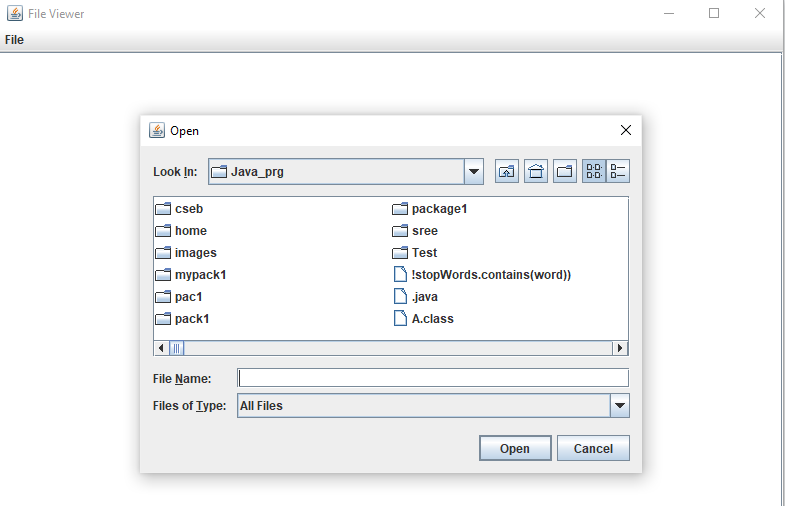 File Viewer
File
Open
Look In: Java_prg
cseb
home
images
mypack1
pac1
pack1
package1
sree
Test
!stopWords.contains(word))
.java
A.class
File Name:
Files of Type: All Files
Open Cancel